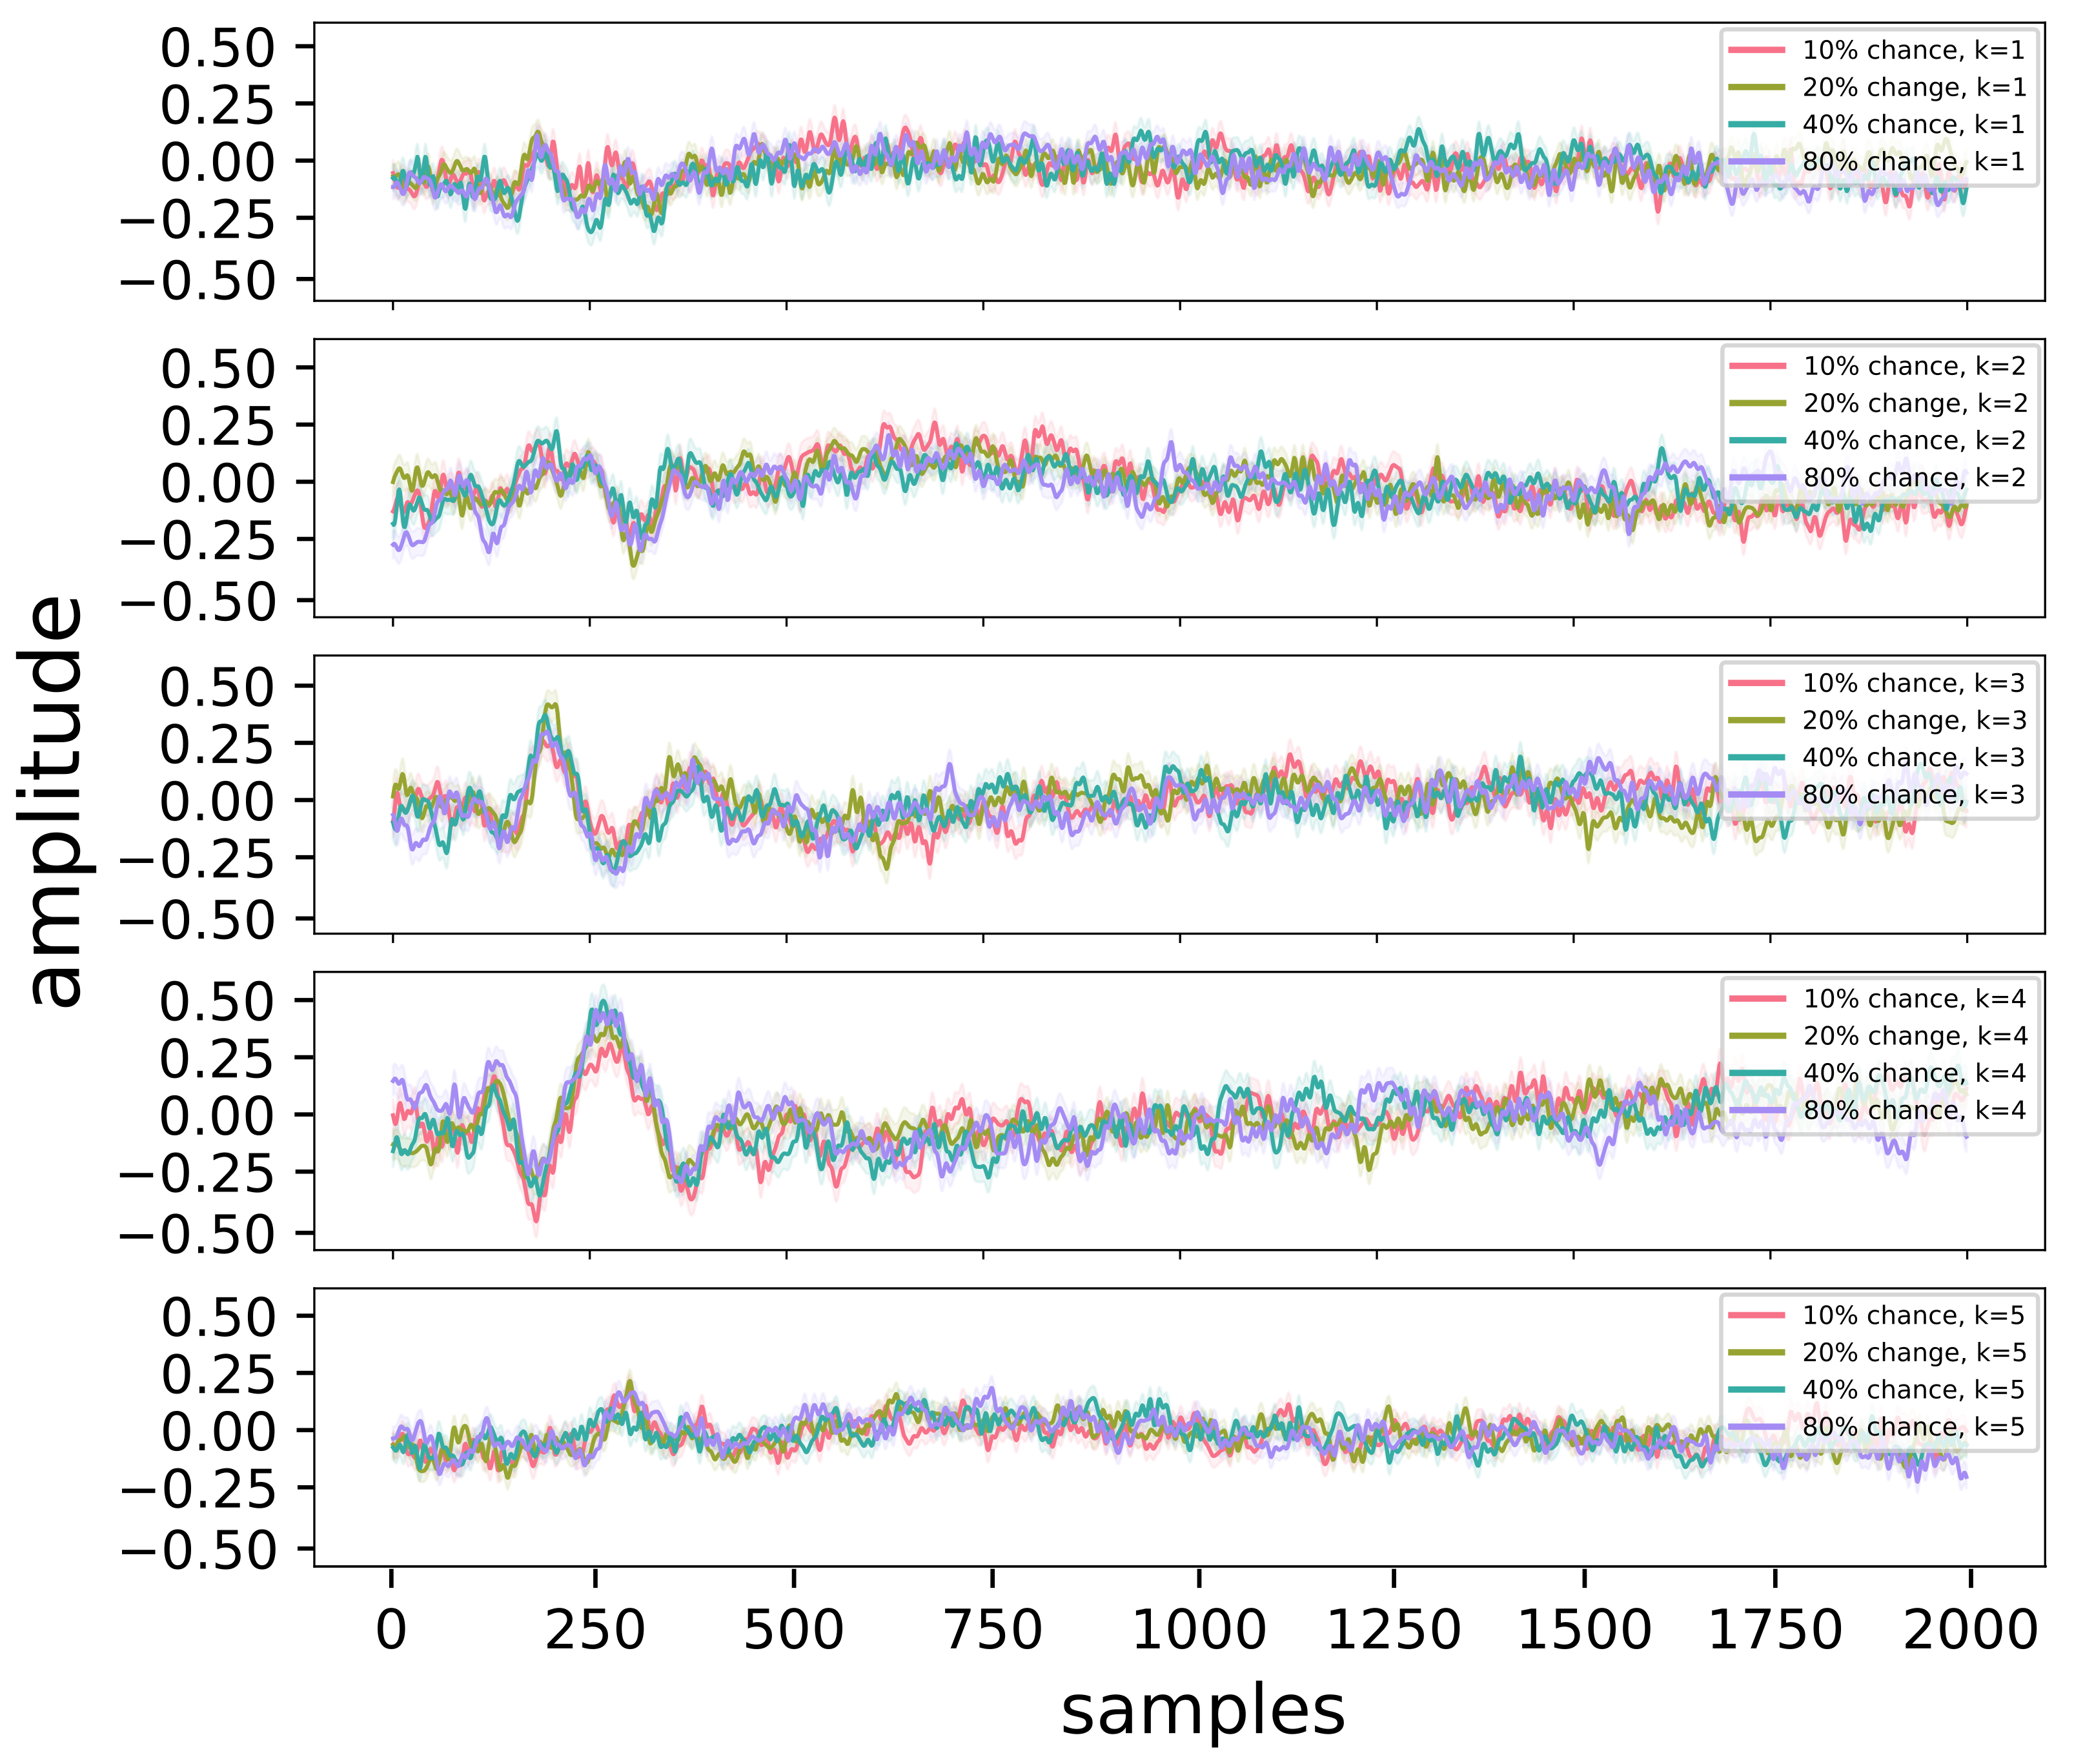 amplitude
0.50
0.25
0.00
−0.25
−0.50
10% chance, k=1
20% change, k=1
40% chance, k=1
80% chance, k=1
0.50
0.25
0.00
−0.25
−0.50
10% chance, k=2
20% change, k=2
40% chance, k=2
80% chance, k=2
0.50
0.25
0.00
−0.25
−0.50
10% chance, k=3
20% change, k=3
40% chance, k=3
80% chance, k=3
0.50
0.25
0.00
−0.25
−0.50
10% chance, k=4
20% change, k=4
40% chance, k=4
80% chance, k=4
0.50
0.25
0.00
−0.25
−0.50
10% chance, k=5
20% change, k=5
40% chance, k=5
80% chance, k=5
0 250 500 750 1000 1250 1500 1750 2000
samples